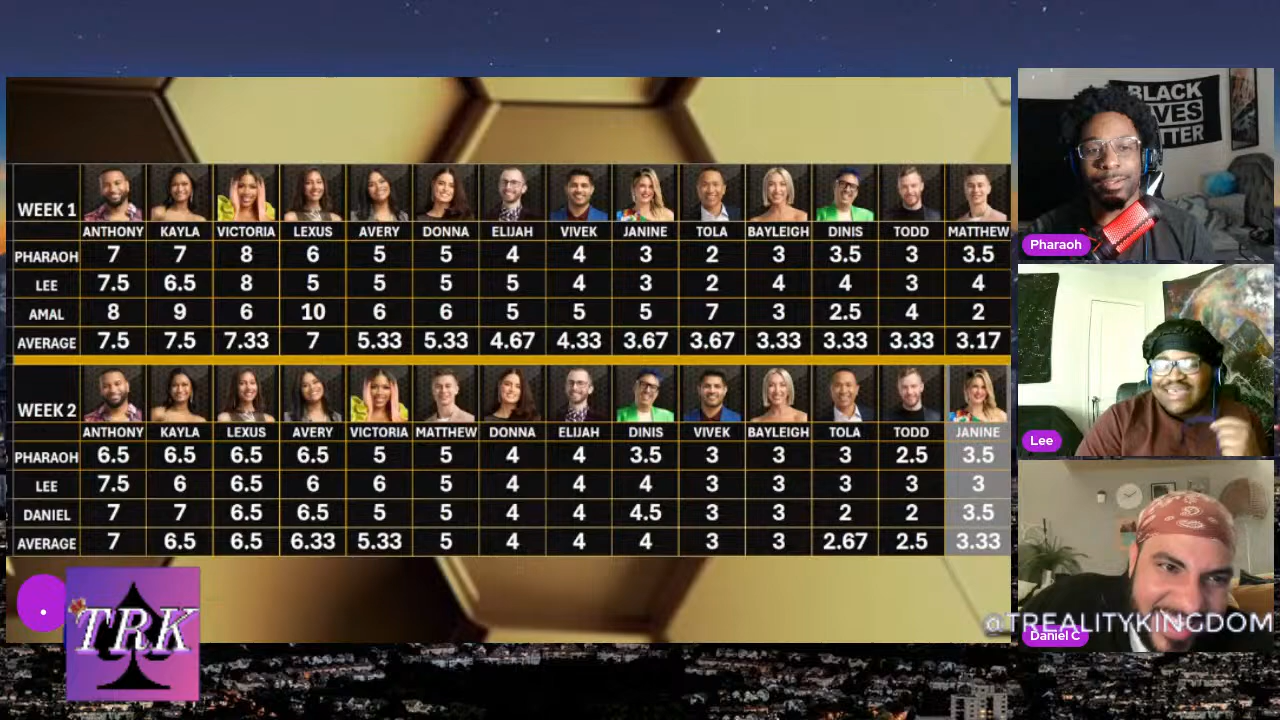 BLACK
LIVES
MATTER
Pharaoh
WEEK 1
ANTHONY KAYLA VICTORIA LEXUS AVERY DONNA ELIJAH VIVEK JANINE TOLA BAYLEIGH DINIS TODD MATTHEW
PHARAOH 7 7 8 6 5 5 4 4 3 2 3 3.5 3 3.5
LEE 7.5 6.5 8 5 5 5 5 4 3 2 4 4 3 4
AMAL 8 9 6 10 6 6 5 5 5 7 3 2.5 4 2
AVERAGE 7.5 7.5 7.33 7 5.33 5.33 4.67 4.33 3.67 3.67 3.33 3.33 3.33 3.17
WEEK 2
ANTHONY KAYLA LEXUS AVERY VICTORIA MATTHEW DONNA ELIJAH DINIS VIVEK BAYLEIGH TOLA TODD JANINE
PHARAOH 6.5 6.5 6.5 6.5 5 5 4 4 3.5 3 3 3 2.5 3.5
LEE 7.5 6 6.5 6 6 5 4 4 4 3 3 3 3 3
DANIEL 7 7 6.5 6.5 5 5 4 4 4.5 3 3 2 2 3.5
AVERAGE 7 6.5 6.5 6.33 5.33 5 4 4 4 3 3 2.67 2.5 3.33
Lee
TRK
@TREALITYKINGDOM
Daniel C